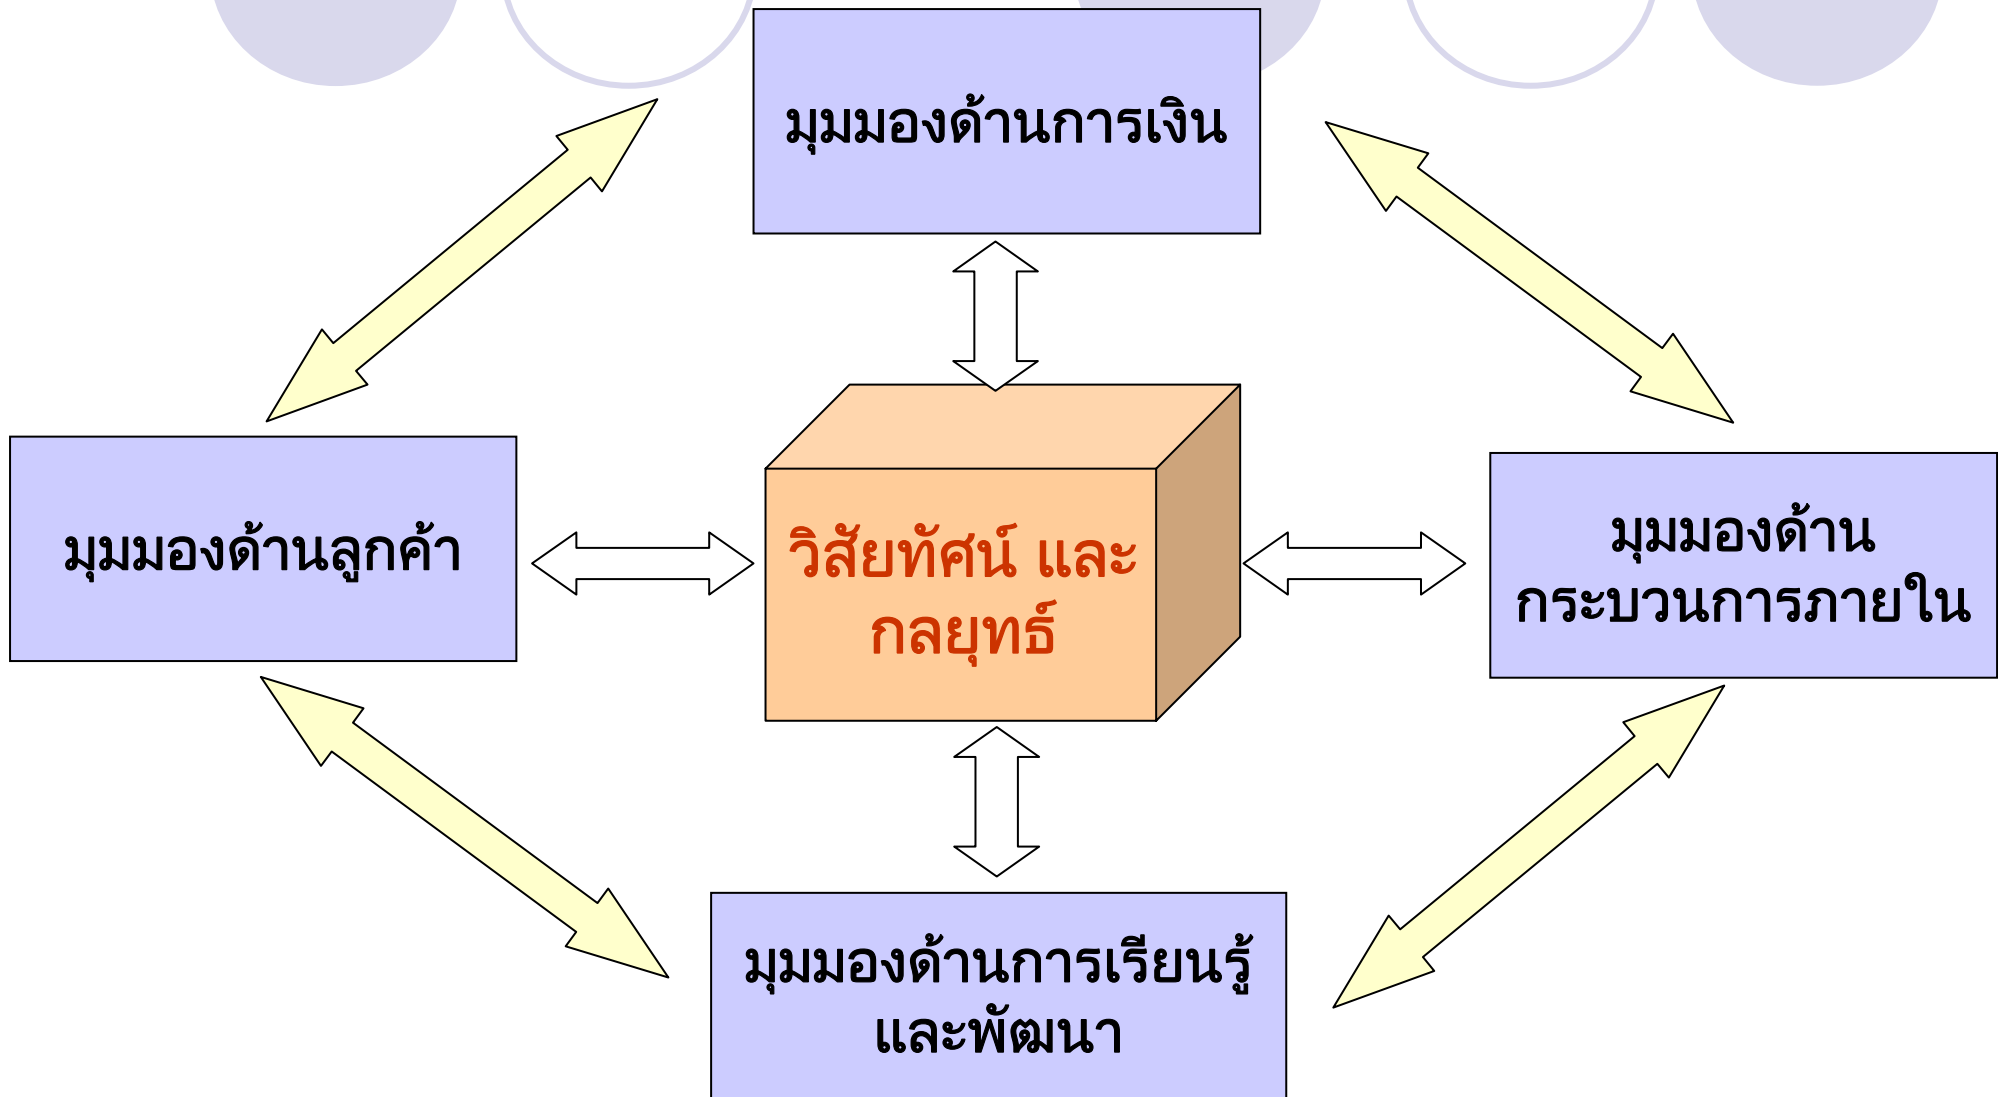 มุมมองด้านการเงิน
มุมมองด้านลูกค้า
วิสัยทัศน์ และ
กลยุทธ์
มุมมองด้าน
กระบวนการภายใน
มุมมองด้านการเรียนรู้
และพัฒนา